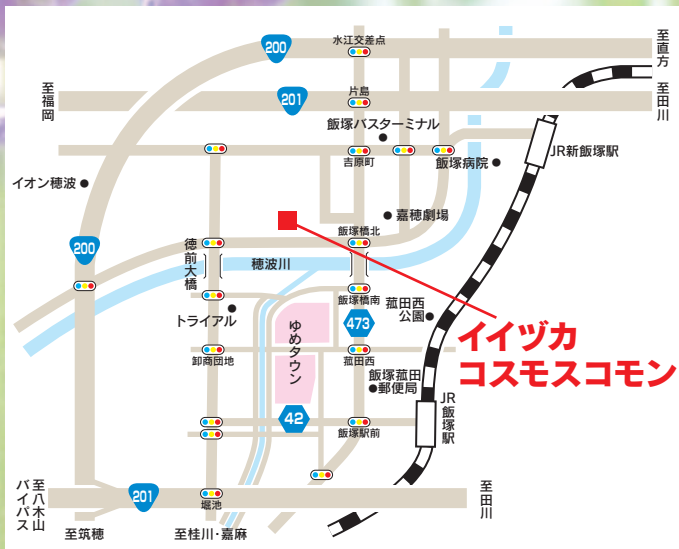 200
水江交差点
至直方
至福岡
201
片島
至田川
飯塚バスターミナル
吉原町
飯塚病院
JR新飯塚駅
イオン穂波
嘉穂劇場
飯塚橋北
徳前大橋
200
穂波川
トライアル
飯塚橋南
菰田西
公園
ゆめタウン
473
イイヅカ
コスモスコモン
卸商団地
菰田西
飯塚菰田
郵便局
42
飯塚駅前
JR
飯塚駅
至八木山
バイパス
201
堀池
至田川
至筑穂
至桂川・嘉麻